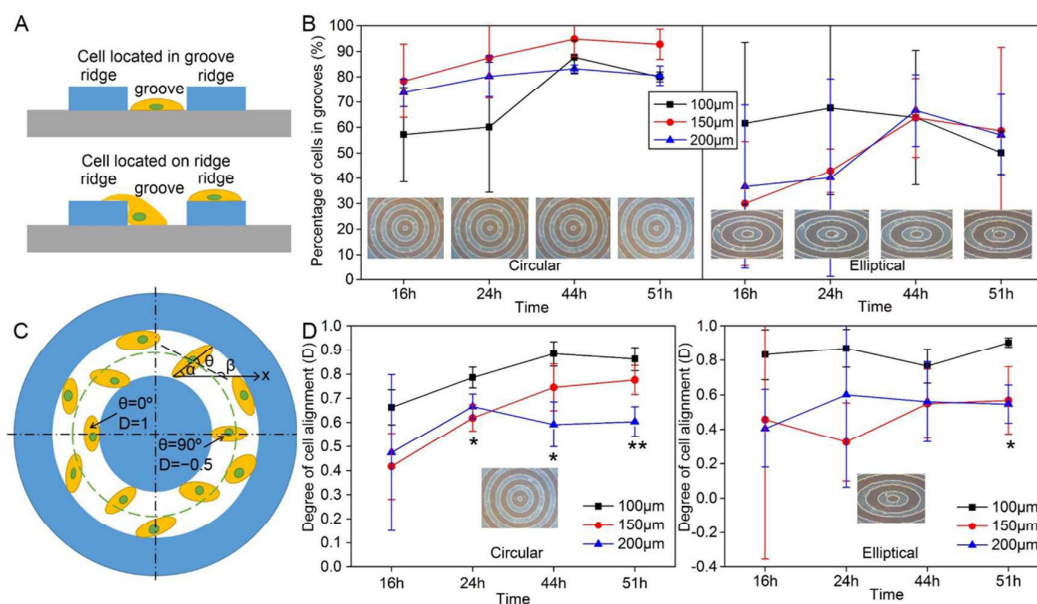 A
Cell located in groove
ridge ridge
groove
Cell located on ridge
ridge ridge
groove
B
Percentage of cells in grooves (%)
100
90
80
70
60
50
40
30
20
10
0
100μm
150μm
200μm
Circular
Elliptical
16h 24h 44h 51h 16h 24h 44h 51h
Time Time
C
θ
α β
x
θ=0º
D=1
θ=90º
D=−0.5
D
Degree of cell alignment (D)
1.0
0.9
0.8
0.7
0.6
0.5
0.4
0.3
0.2
0.1
0.0
*
*
**
100μm
150μm
200μm
Circular
16h 24h 44h 51h
Time
Degree of cell alignment (D)
1.0
0.8
0.6
0.4
0.2
0.0
-0.2
-0.4
*
100μm
150μm
200μm
Elliptical
16h 24h 44h 51h
Time